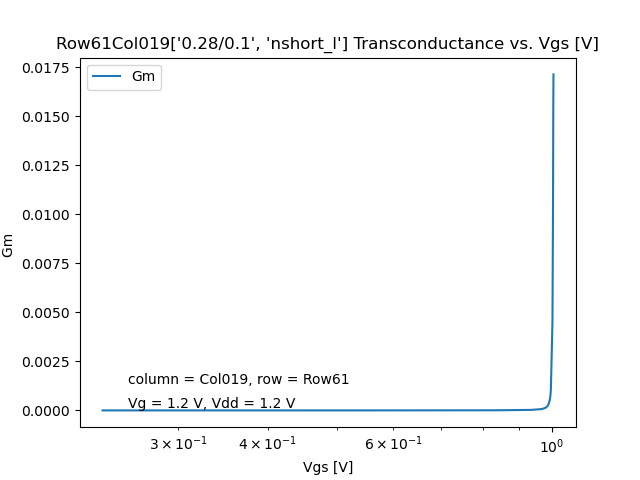 Row61Col019['0.28/0.1', 'nshort_l'] Transconductance vs. Vgs [V]
Gm
0.0175
0.0150
0.0125
0.0100
0.0075
0.0050
0.0025
0.0000
Gm
column = Col019, row = Row61
Vg = 1.2 V, Vdd = 1.2 V
3 × 10⁻¹ 4 × 10⁻¹ 6 × 10⁻¹ 10⁰
Vgs [V]